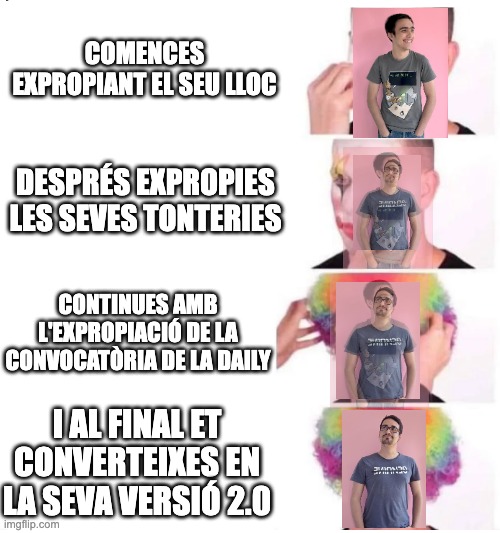 COMENCES
EXPROPIANT EL SEU LLOC
DESPRÉS EXPROPIES
LES SEVES TONTERIES
CONTINUES AMB
L'EXPROPIACIÓ DE LA
CONVOCATÒRIA DE LA DAILY
I AL FINAL ET
CONVERTEIXES EN
LA SEVA VERSIÓ 2.0
imgflip.com